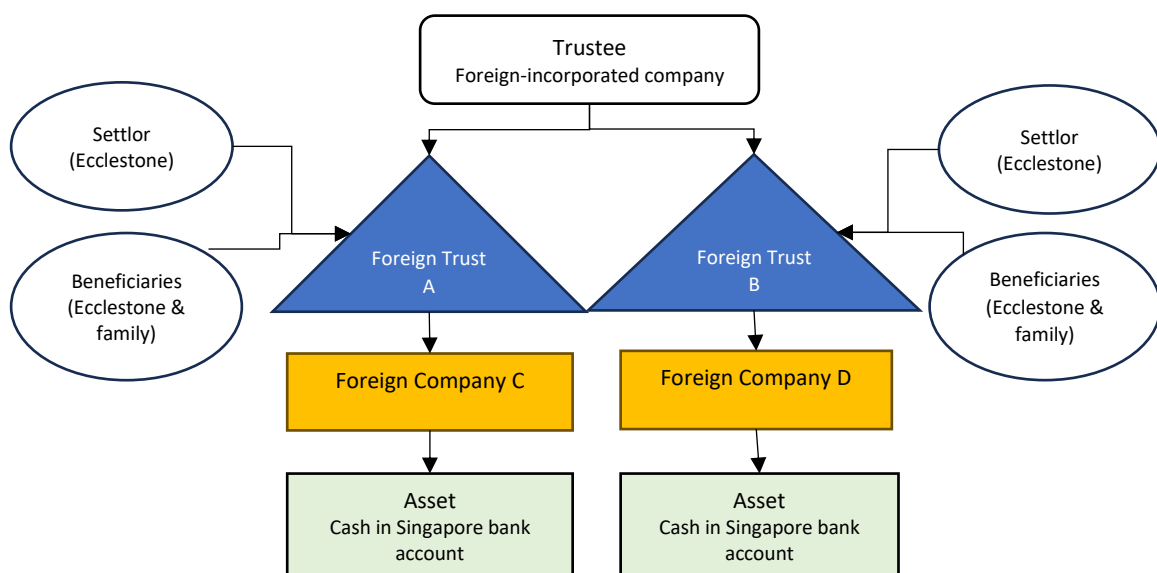 Trustee
Foreign-incorporated company
Settlor
(Ecclestone)
Settlor
(Ecclestone)
Beneficiaries
(Ecclestone &
family)
Foreign Trust
A
Foreign Trust
B
Beneficiaries
(Ecclestone &
family)
Foreign Company C
Foreign Company D
Asset
Cash in Singapore bank
account
Asset
Cash in Singapore bank
account